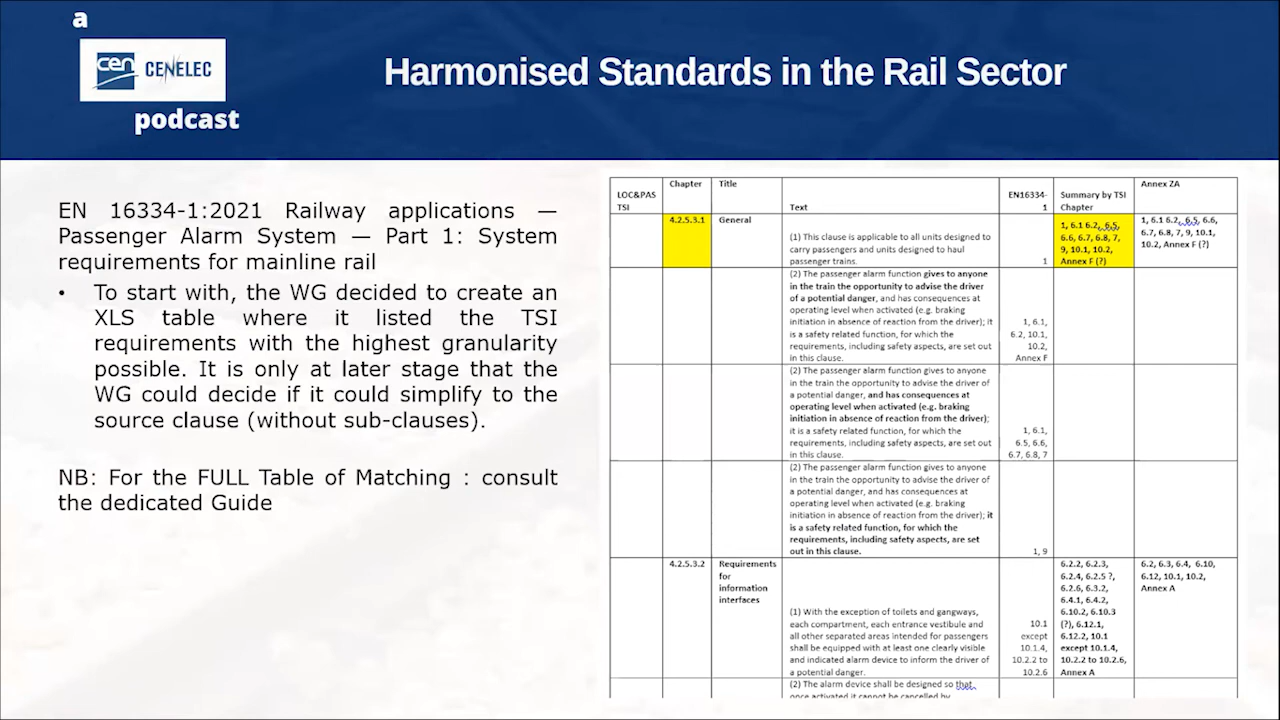 a
cen CENELEC
podcast
Harmonised Standards in the Rail Sector
EN 16334-1:2021 Railway applications —
Passenger Alarm System — Part 1: System
requirements for mainline rail
• To start with, the WG decided to create an
XLS table where it listed the TSI
requirements with the highest granularity
possible. It is only at later stage that the
WG could decide if it could simplify to the
source clause (without sub-clauses).
NB: For the FULL Table of Matching : consult
the dedicated Guide
LOC&PAS
TSI
Chapter
Title
Text
EN16334-
1
Summary by TSI
Chapter
Annex ZA
4.2.5.3.1
General
(1) This clause is applicable to all units designed to
carry passengers and units designed to haul
passenger trains.
1
1, 6.1 6.2, 6.5,
6.6, 6.7, 6.8, 7,
9, 10.1, 10.2,
Annex F (?)
1, 6.1 6.2, 6.5, 6.6,
6.7, 6.8, 7, 9, 10.1,
10.2, Annex F (?)
(2) The passenger alarm function gives to anyone
in the train the opportunity to advise the driver
of a potential danger, and has consequences at
operating level when activated (e.g. braking
initiation in absence of reaction from the driver); it
is a safety related function, for which the
requirements, including safety aspects, are set out
in this clause.
1, 6.1,
6.2, 10.1,
10.2,
Annex F
(2) The passenger alarm function gives to anyone
in the train the opportunity to advise the driver of
a potential danger, and has consequences at
operating level when activated (e.g. braking
initiation in absence of reaction from the driver);
it is a safety related function, for which the
requirements, including safety aspects, are set out
in this clause.
1, 6.1,
6.5, 6.6,
6.7, 6.8, 7
(2) The passenger alarm function gives to anyone
in the train the opportunity to advise the driver of
a potential danger, and has consequences at
operating level when activated (e.g. braking
initiation in absence of reaction from the driver); it
is a safety related function, for which the
requirements, including safety aspects, are set
out in this clause.
1, 9
4.2.5.3.2
Requirements
for
information
interfaces
(1) With the exception of toilets and gangways,
each compartment, each entrance vestibule and
all other separated areas intended for passengers
shall be equipped with at least one clearly visible
and indicated alarm device to inform the driver of
a potential danger.
10.1
except
10.1.4,
10.2.2 to
10.2.6
6.2.2, 6.2.3,
6.2.4, 6.2.5 ?,
6.2.6, 6.3.2,
6.4.1, 6.4.2,
6.10.2, 6.10.3
(?), 6.12.1,
6.12.2, 10.1
except 10.1.4,
10.2.2 to 10.2.6,
Annex A
6.2, 6.3, 6.4, 6.10,
6.12, 10.1, 10.2,
Annex A
(2) The alarm device shall be designed so that
once activated it cannot be cancelled by